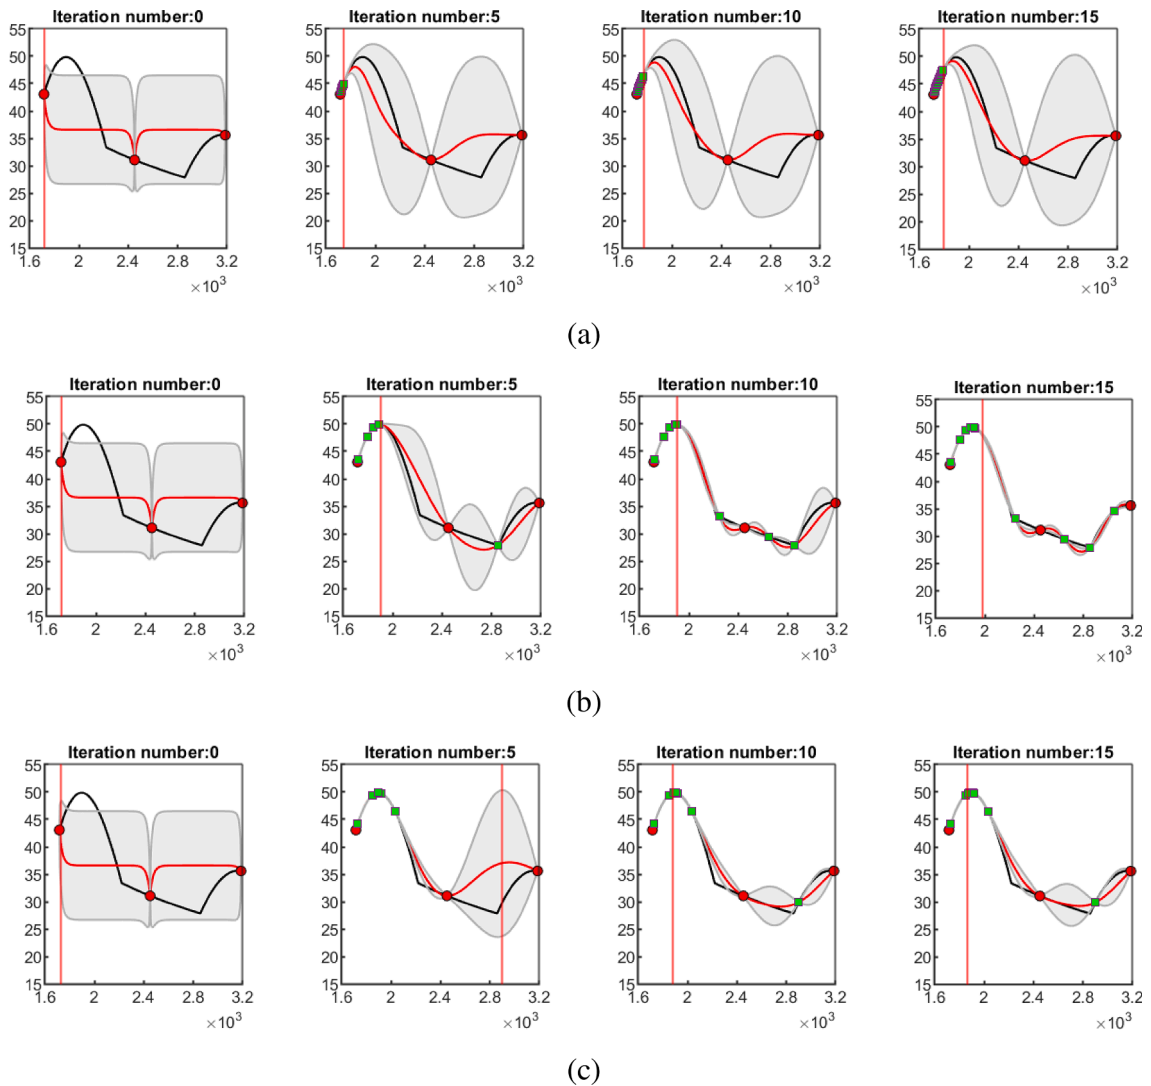 Iteration number:0 Iteration number:5 Iteration number:10 Iteration number:15
55 55 55 55
50 50 50 50
45 45 45 45
40 40 40 40
35 35 35 35
30 30 30 30
25 25 25 25
20 20 20 20
15 15 15 15
1.6 2 2.4 2.8 3.2 1.6 2 2.4 2.8 3.2 1.6 2 2.4 2.8 3.2 1.6 2 2.4 2.8 3.2
×10³ ×10³ ×10³ ×10³
(a)
Iteration number:0 Iteration number:5 Iteration number:10 Iteration number:15
55 55 55 55
50 50 50 50
45 45 45 45
40 40 40 40
35 35 35 35
30 30 30 30
25 25 25 25
20 20 20 20
15 15 15 15
1.6 2 2.4 2.8 3.2 1.6 2 2.4 2.8 3.2 1.6 2 2.4 2.8 3.2 1.6 2 2.4 2.8 3.2
×10³ ×10³ ×10³ ×10³
(b)
Iteration number:0 Iteration number:5 Iteration number:10 Iteration number:15
55 55 55 55
50 50 50 50
45 45 45 45
40 40 40 40
35 35 35 35
30 30 30 30
25 25 25 25
20 20 20 20
15 15 15 15
1.6 2 2.4 2.8 3.2 1.6 2 2.4 2.8 3.2 1.6 2 2.4 2.8 3.2 1.6 2 2.4 2.8 3.2
×10³ ×10³ ×10³ ×10³
(c)